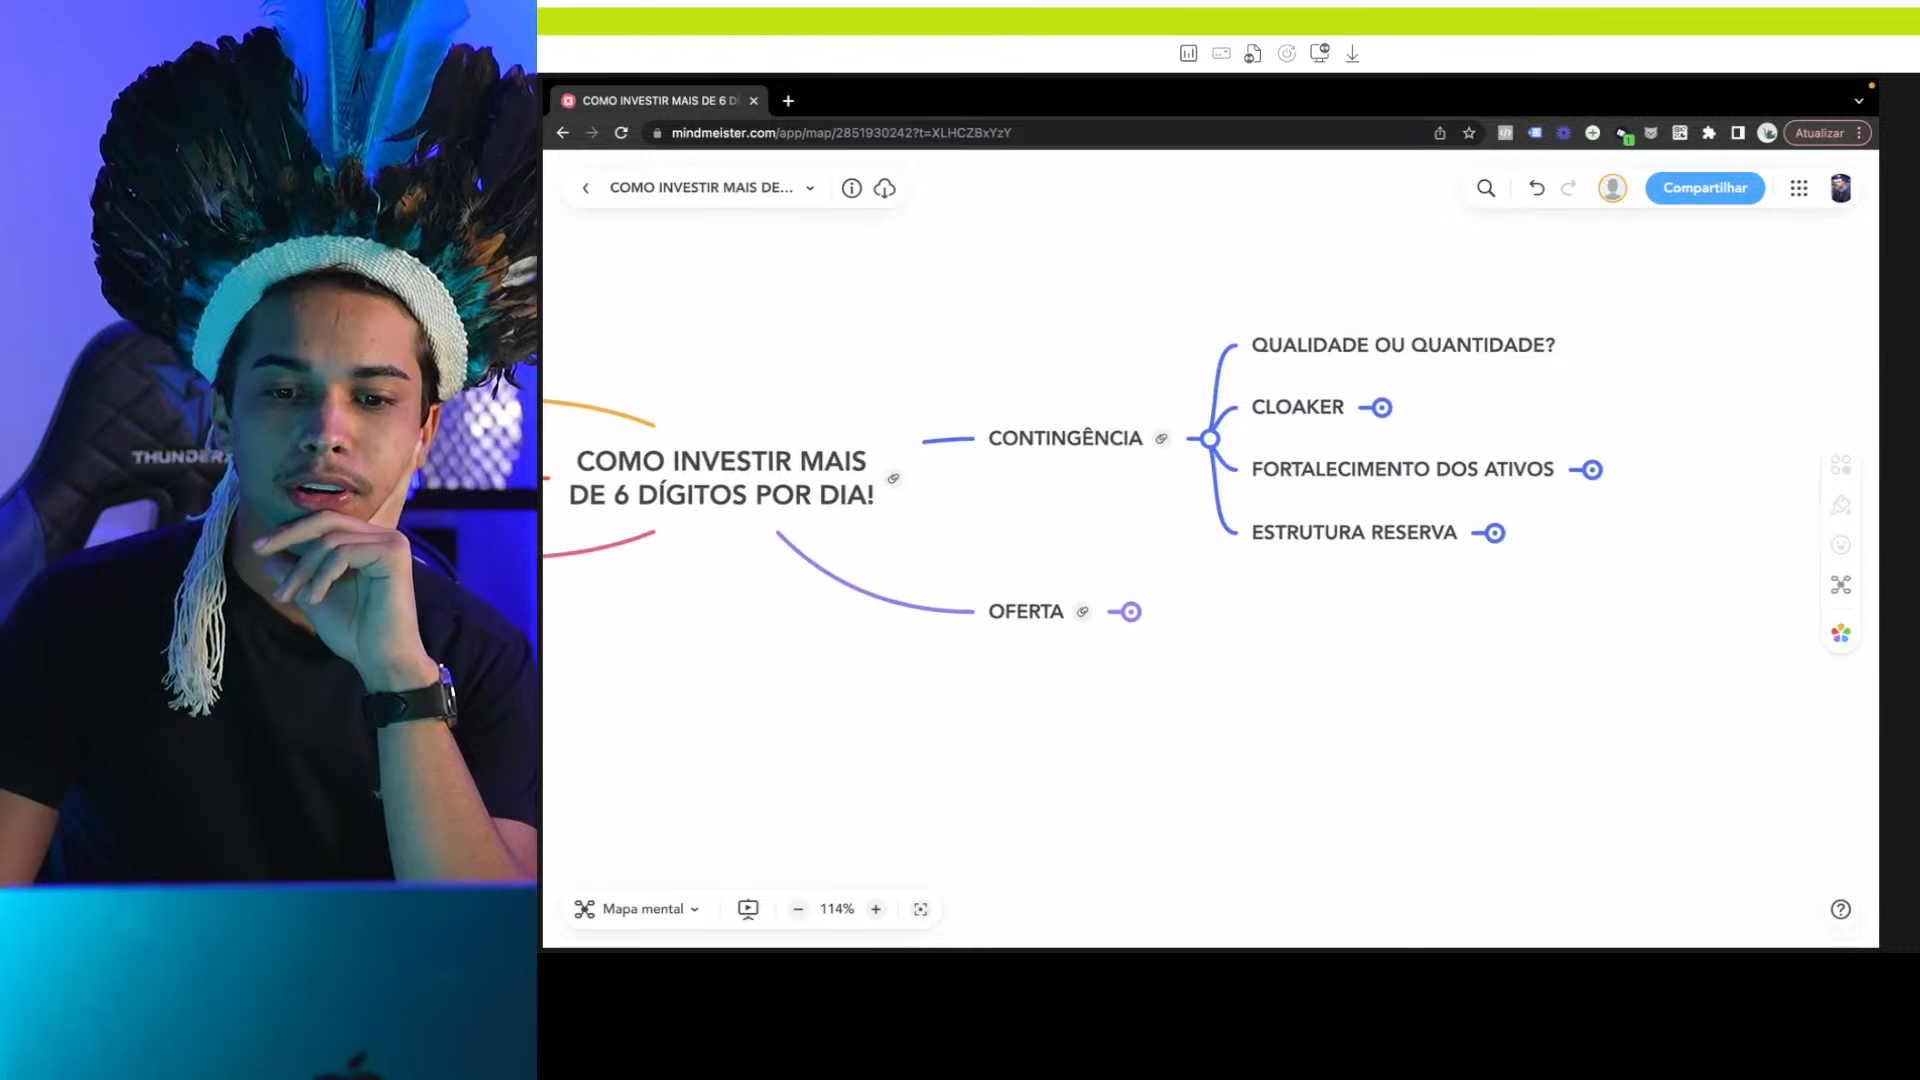 THUNDERX
COMO INVESTIR MAIS DE 6 D
mindmeister.com/app/map/2851930242?t=XLHCZBxYzY
1
Atualizar
COMO INVESTIR MAIS DE...
Compartilhar
COMO INVESTIR MAIS
DE 6 DÍGITOS POR DIA!
CONTINGÊNCIA
QUALIDADE OU QUANTIDADE?
CLOAKER
FORTALECIMENTO DOS ATIVOS
ESTRUTURA RESERVA
OFERTA
Mapa mental
114%